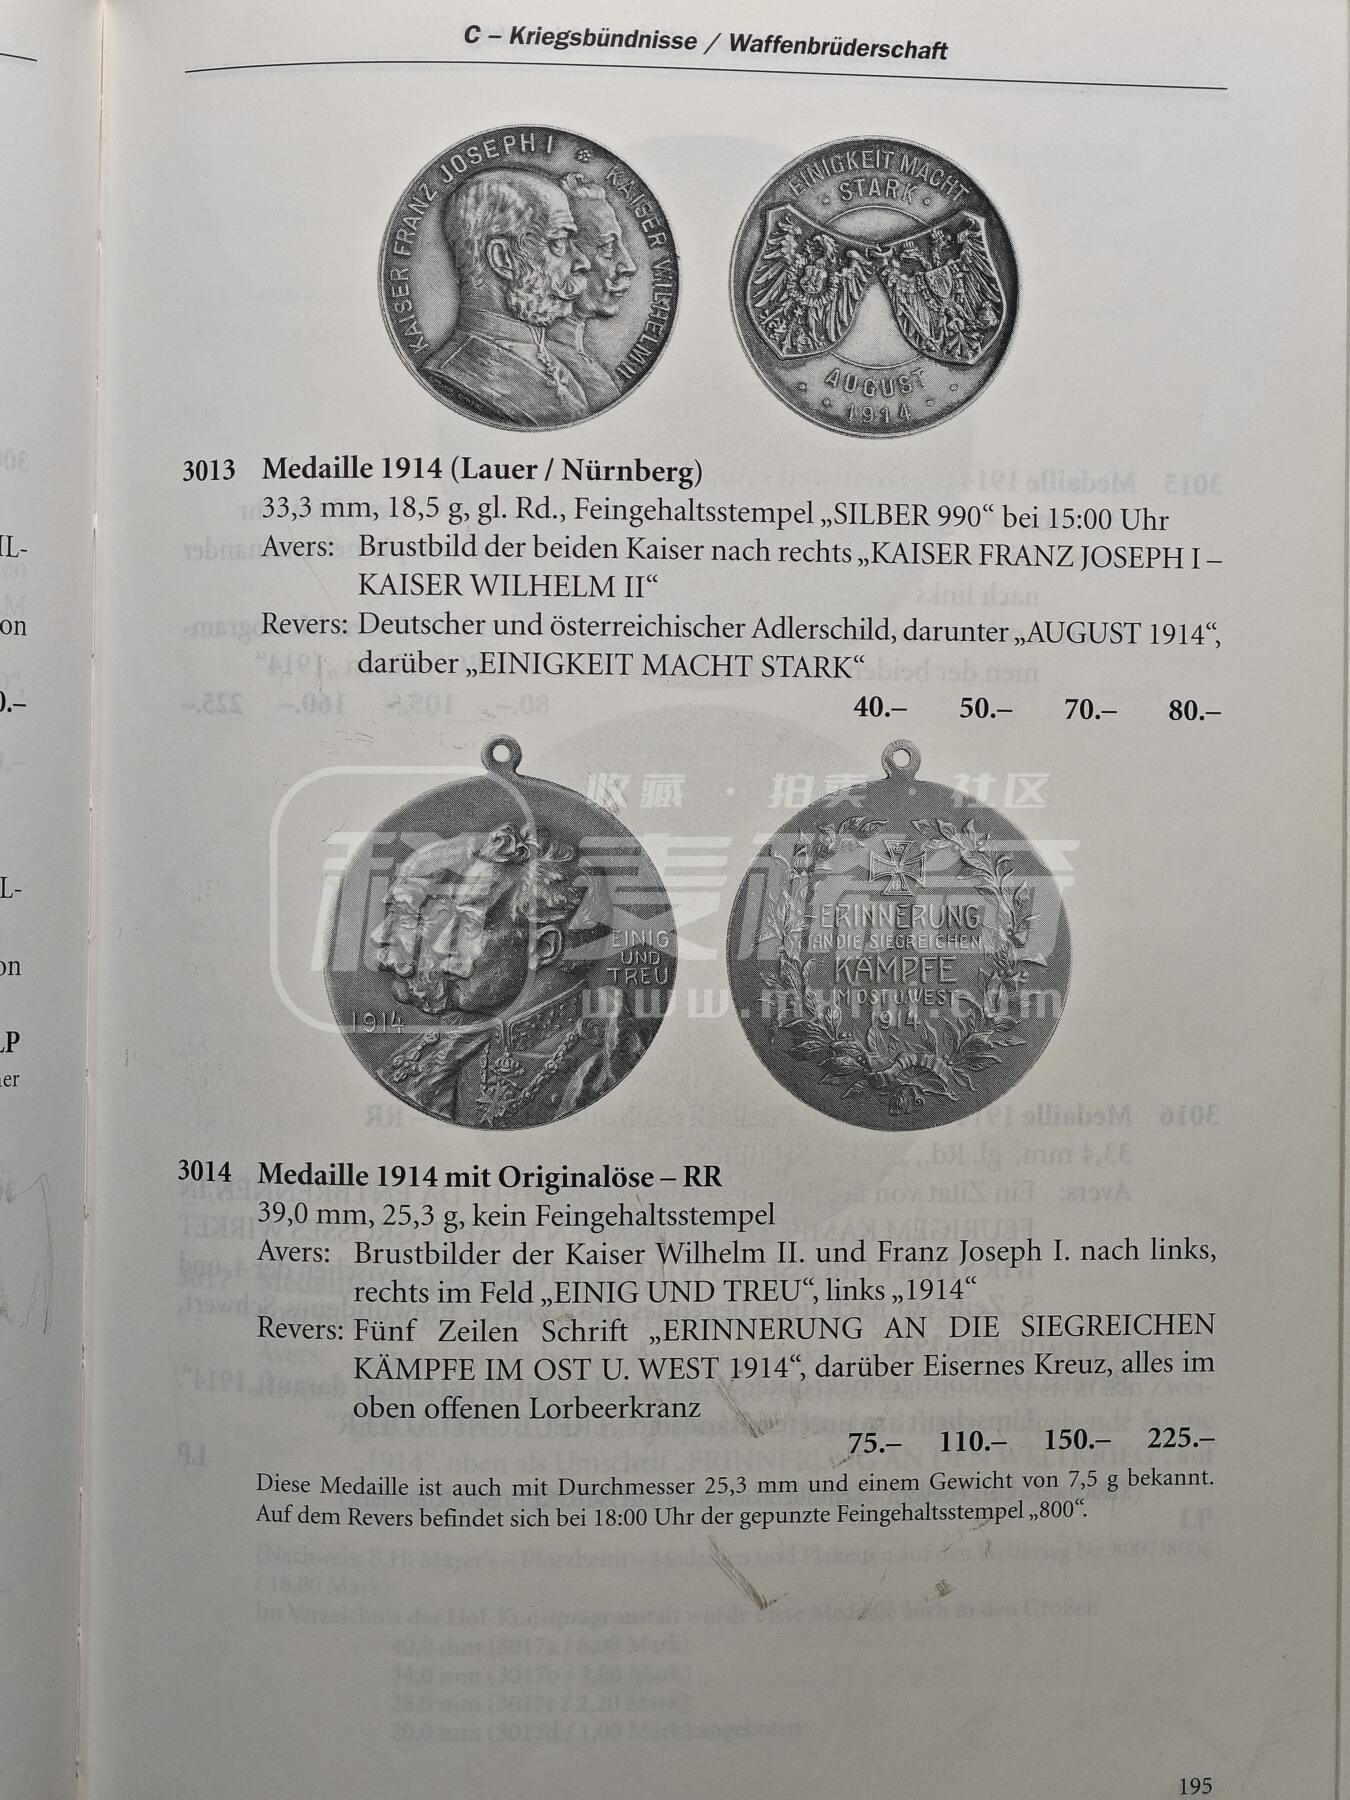 C – Kriegsbündnisse / Waffenbrüderschaft
KAISER FRANZ JOSEPH I
KAISER WILHELM II
EINIGKEIT MACHT
STARK
AUGUST
1914
3013 Medaille 1914 (Lauer / Nürnberg)
33,3 mm, 18,5 g, gl. Rd., Feingehaltsstempel „SILBER 990“ bei 15:00 Uhr
Avers: Brustbild der beiden Kaiser nach rechts „KAISER FRANZ JOSEPH I –
KAISER WILHELM II“
Revers: Deutscher und österreichischer Adlerschild, darunter „AUGUST 1914“,
darüber „EINIGKEIT MACHT STARK“
40.– 50.– 70.– 80.–
收藏 · 拍卖 · 社区
EINIG
UND
TREU
1914
ERINNERUNG
AN DIE SIEGREICHEN
KÄMPFE
IM OST U. WEST
1914
3014 Medaille 1914 mit Originalöse – RR
39,0 mm, 25,3 g, kein Feingehaltsstempel
Avers: Brustbilder der Kaiser Wilhelm II. und Franz Joseph I. nach links,
rechts im Feld „EINIG UND TREU“, links „1914“
Revers: Fünf Zeilen Schrift „ERINNERUNG AN DIE SIEGREICHEN
KÄMPFE IM OST U. WEST 1914“, darüber Eisernes Kreuz, alles im
oben offenen Lorbeerkranz
75.– 110.– 150.– 225.–
Diese Medaille ist auch mit Durchmesser 25,3 mm und einem Gewicht von 7,5 g bekannt.
Auf dem Revers befindet sich bei 18:00 Uhr der gepunzte Feingehaltsstempel „800“.
195